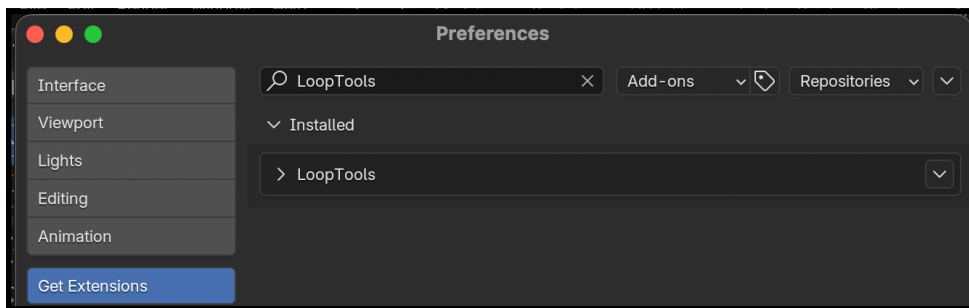 Preferences
Interface
Viewport
Lights
Editing
Animation
Get Extensions
LoopTools
Add-ons
Repositories
Installed
LoopTools